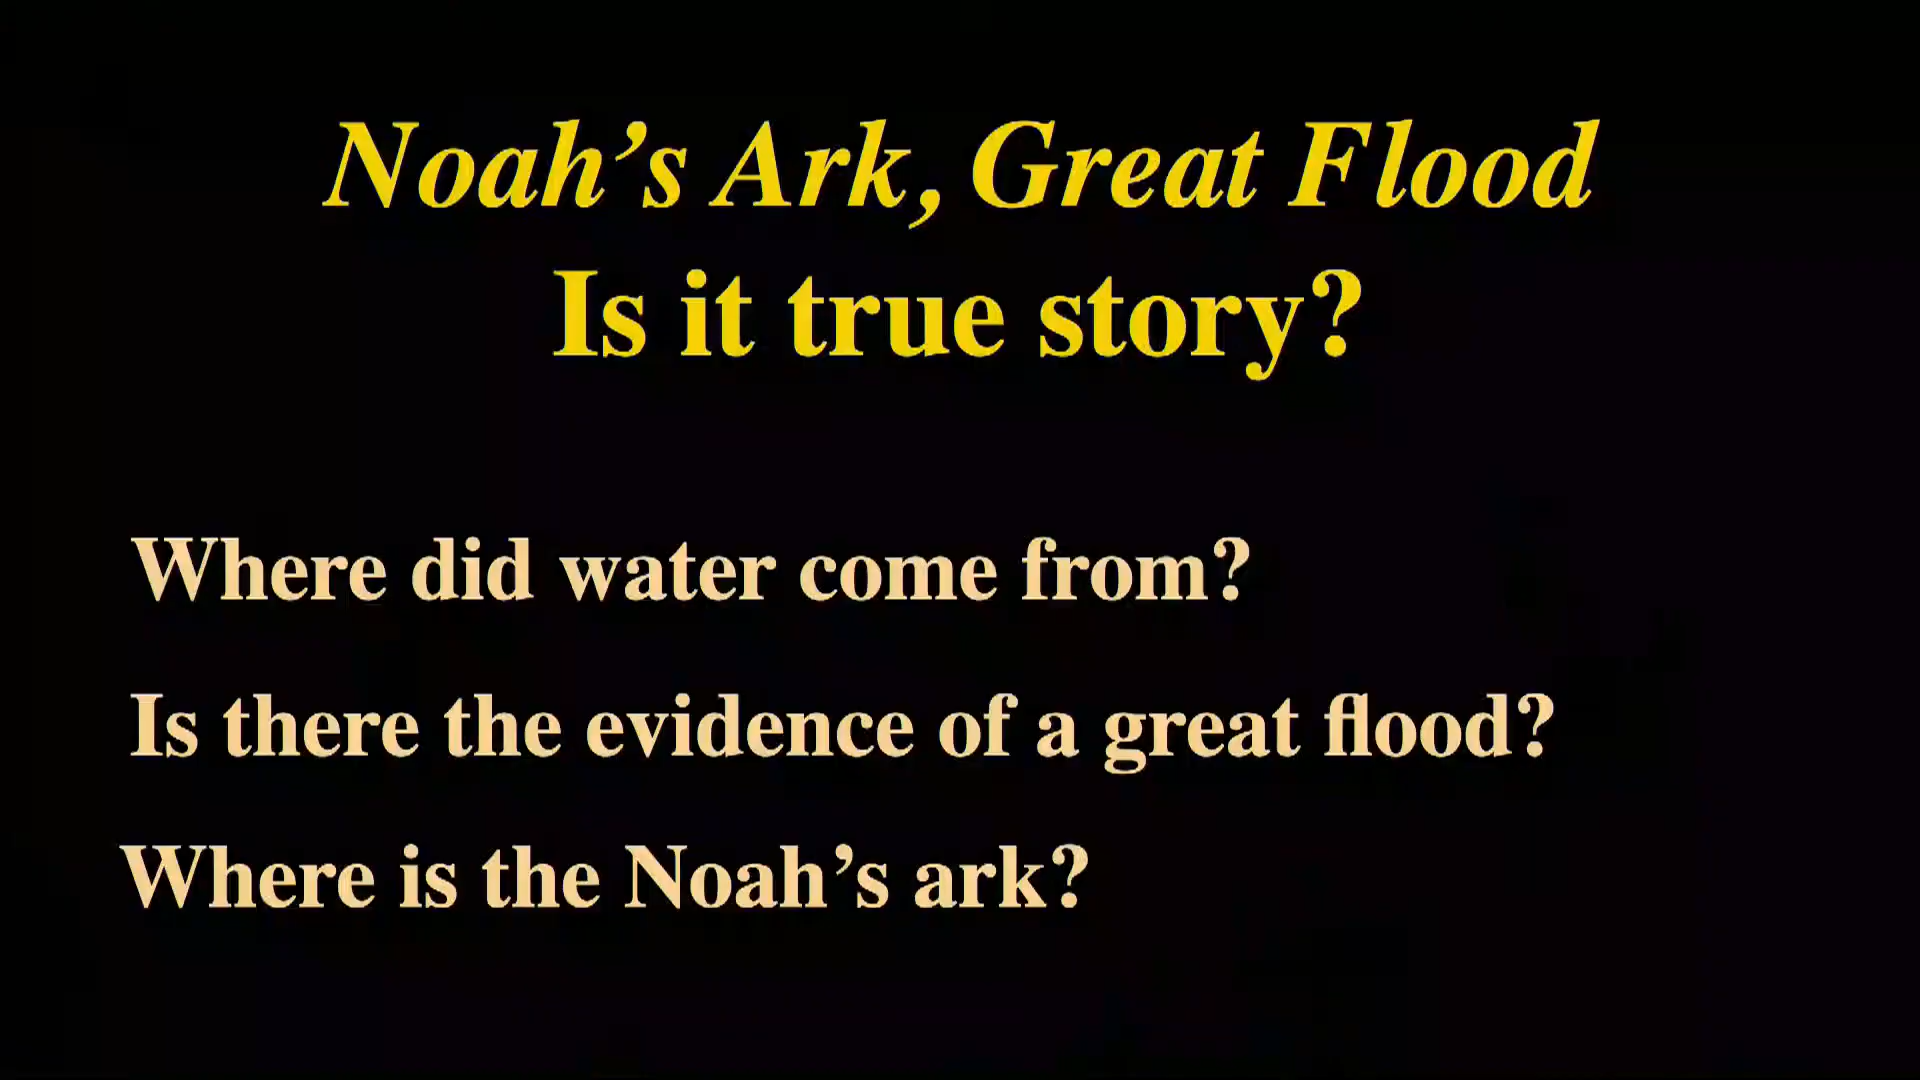 Noah’s Ark, Great Flood
Is it true story?
Where did water come from?
Is there the evidence of a great flood?
Where is the Noah’s ark?